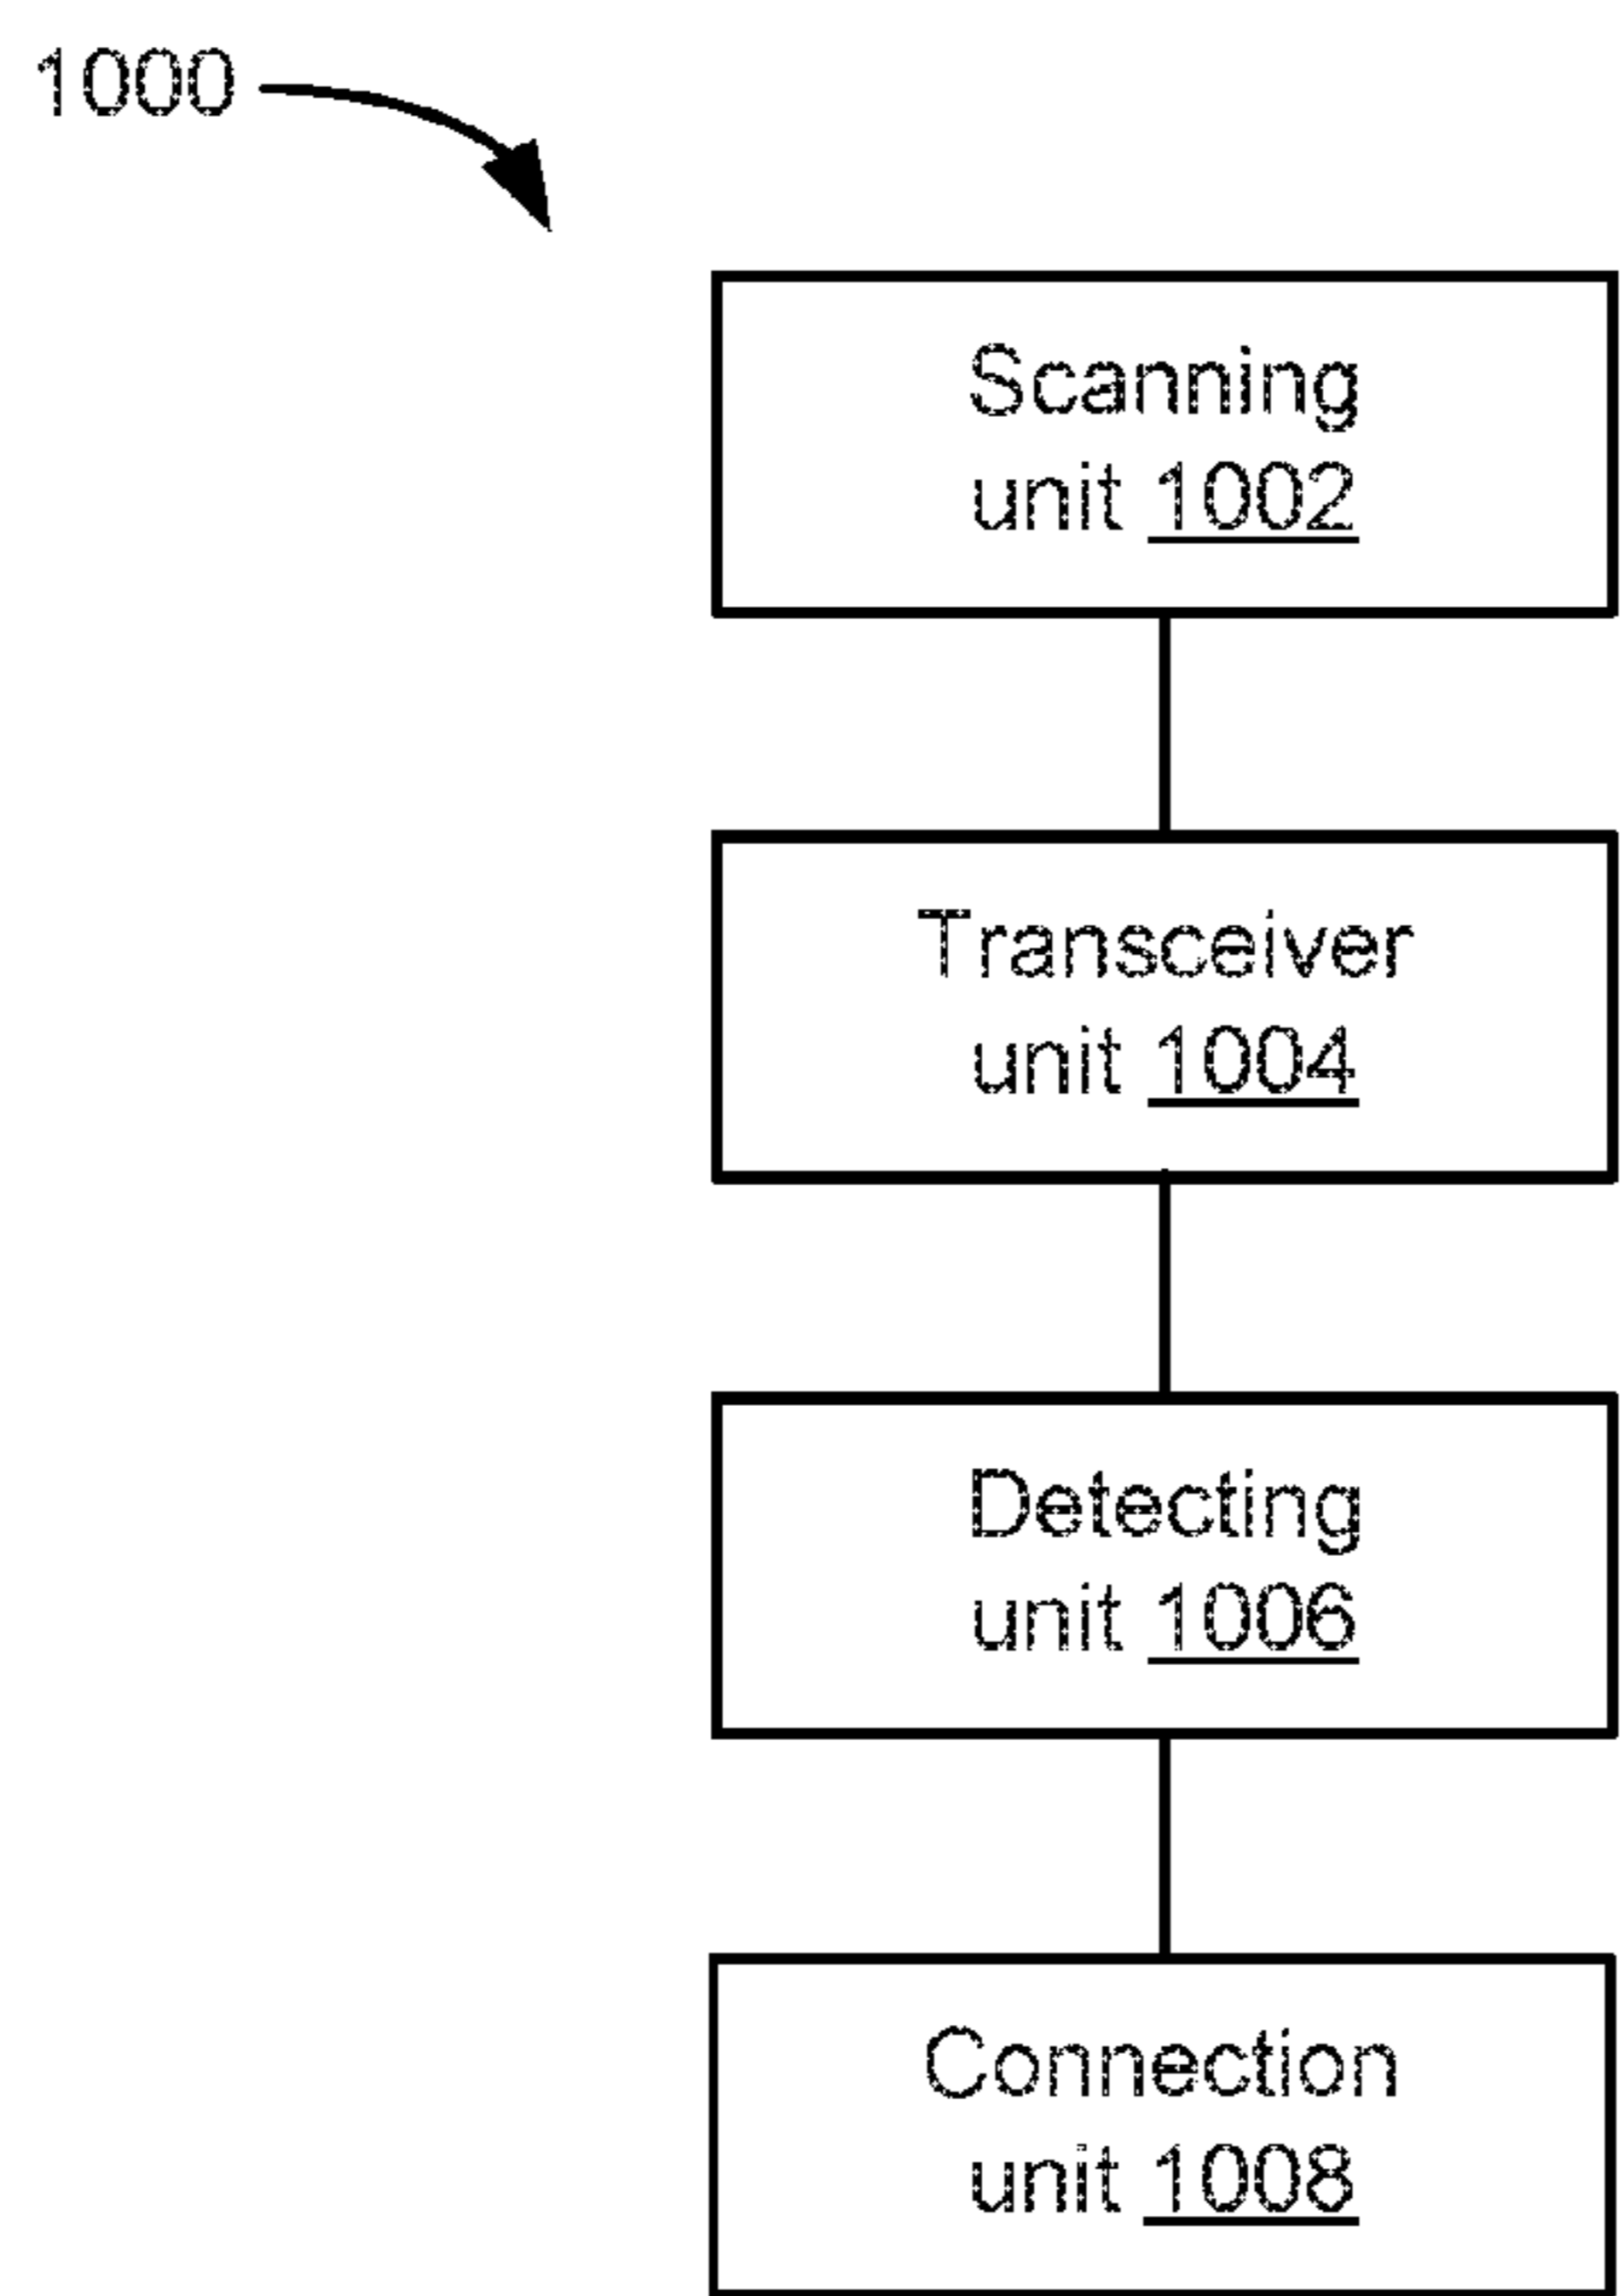 1000
Scanning
unit 1002
Transceiver
unit 1004
Detecting
unit 1006
Connection
unit 1008